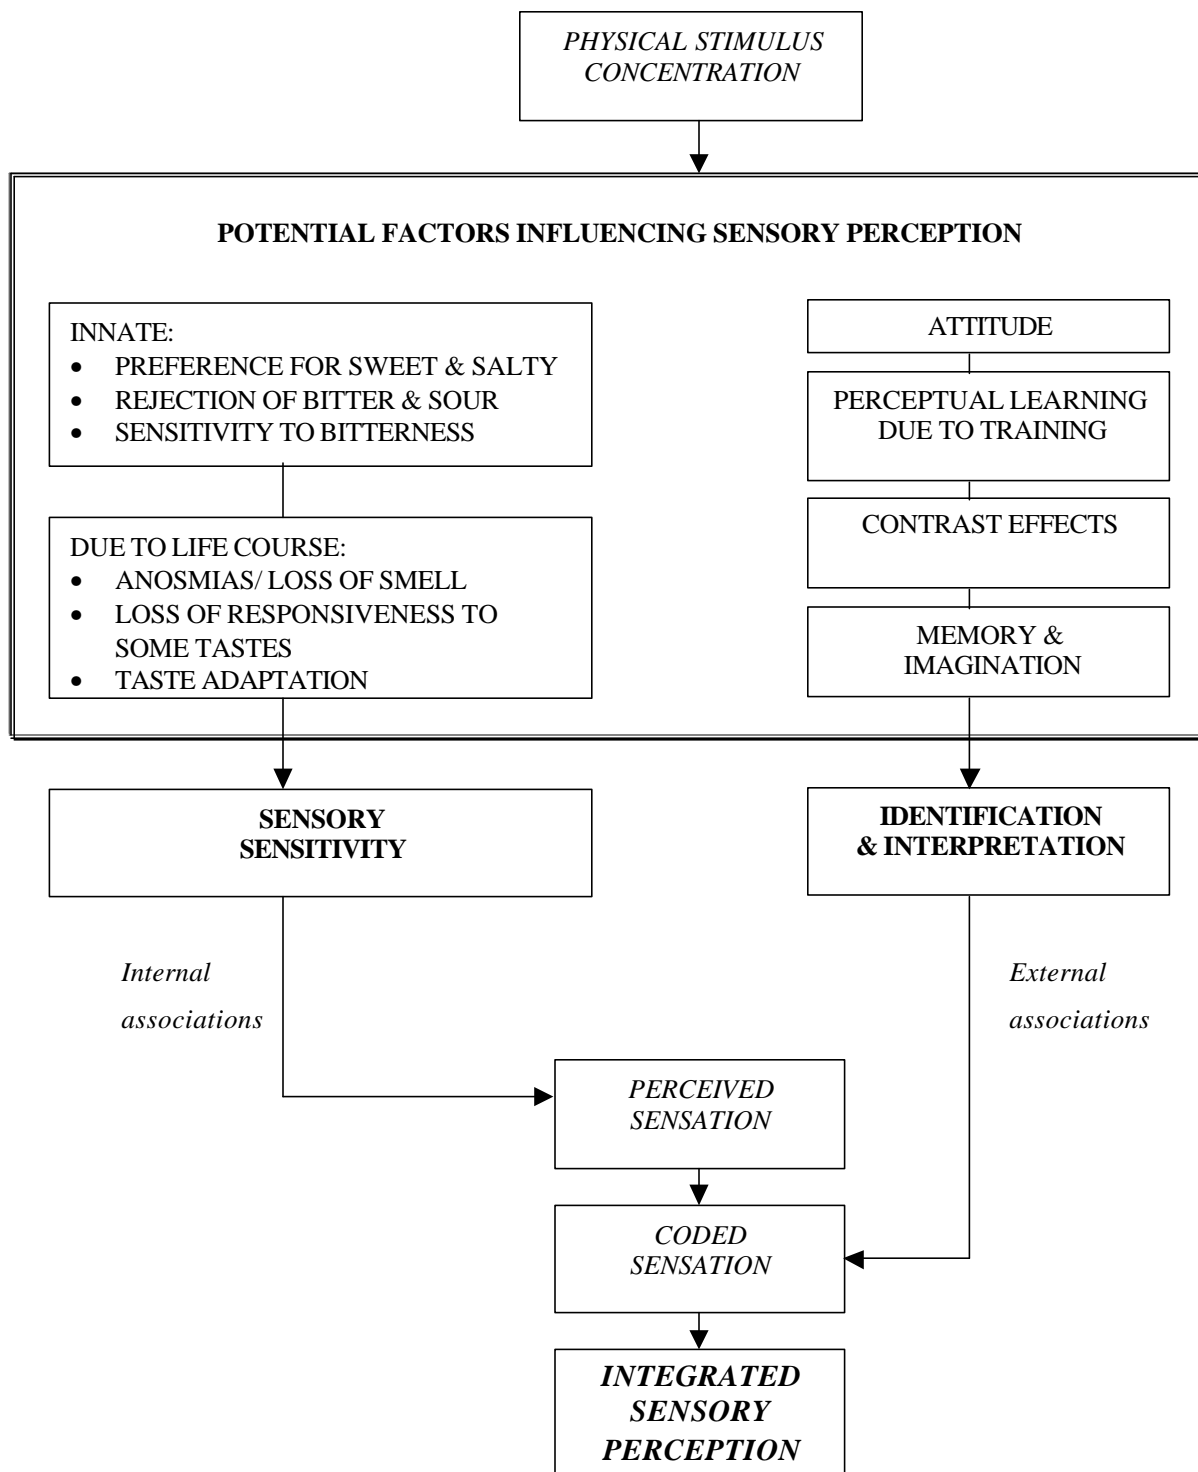 PHYSICAL STIMULUS
CONCENTRATION
POTENTIAL FACTORS INFLUENCING SENSORY PERCEPTION
INNATE:
• PREFERENCE FOR SWEET & SALTY
• REJECTION OF BITTER & SOUR
• SENSITIVITY TO BITTERNESS
DUE TO LIFE COURSE:
• ANOSMIAS/ LOSS OF SMELL
• LOSS OF RESPONSIVENESS TO
SOME TASTES
• TASTE ADAPTATION
ATTITUDE
PERCEPTUAL LEARNING
DUE TO TRAINING
CONTRAST EFFECTS
MEMORY &
IMAGINATION
SENSORY
SENSITIVITY
IDENTIFICATION
& INTERPRETATION
Internal
associations
External
associations
PERCEIVED
SENSATION
CODED
SENSATION
INTEGRATED
SENSORY
PERCEPTION